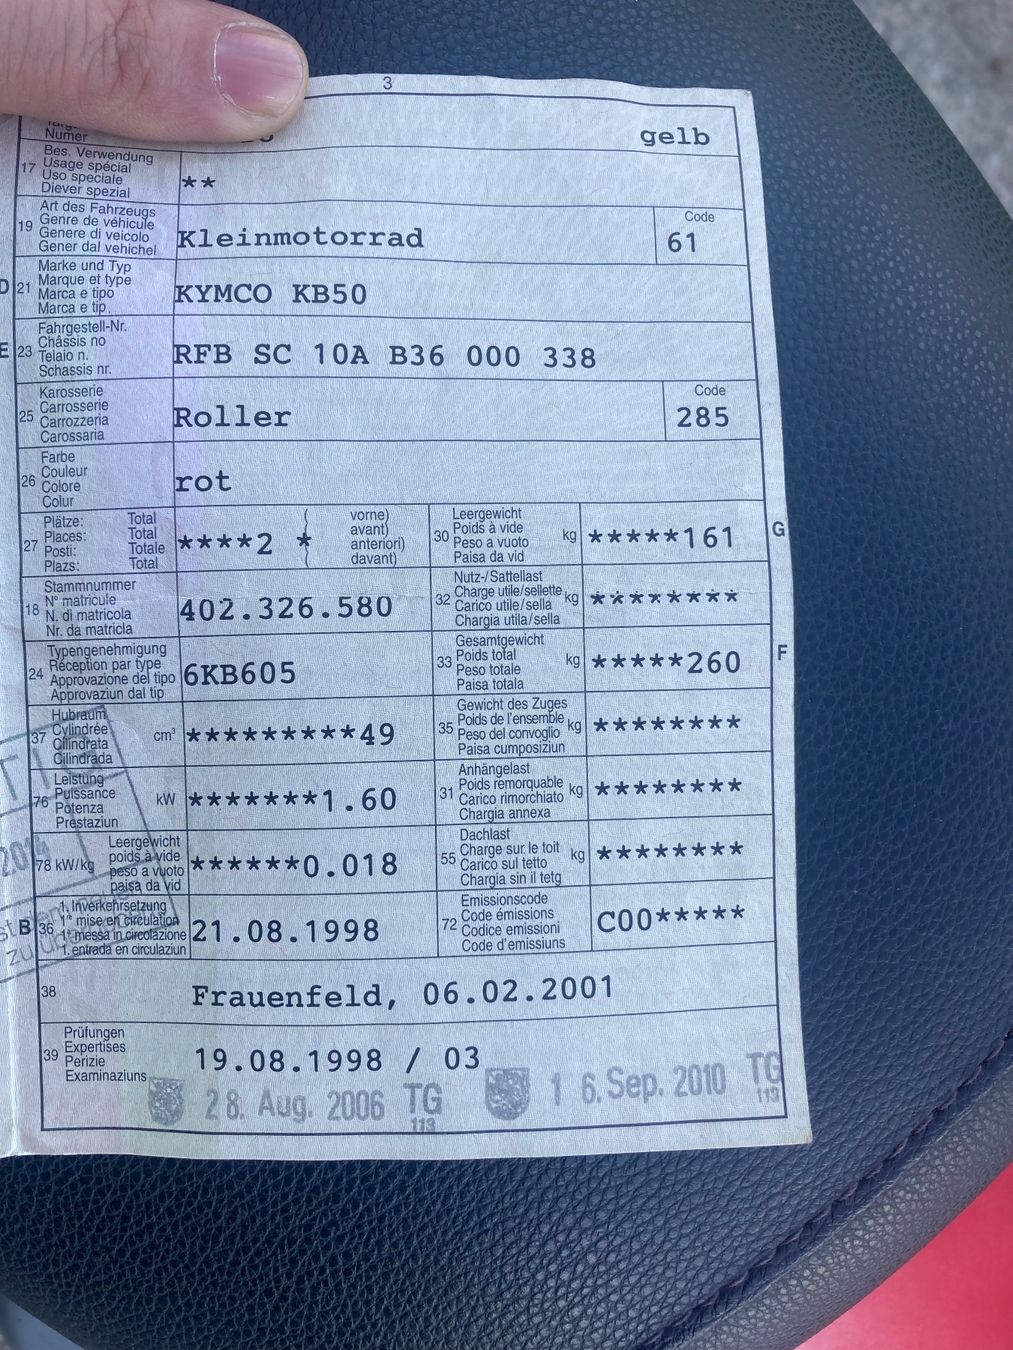 3
Numer gelb
17 Bes. Verwendung
Usage spécial
Uso speciale
Diever spezial
**
19 Art des Fahrzeugs
Genre de véhicule
Genere di veicolo
Gener dal vehichel
Kleinmotorrad
Code
61
D 21 Marke und Typ
Marque et type
Marca e tipo
Marca e tip
KYMCO KB50
E 23 Fahrgestell-Nr.
Châssis no
Telaio n.
Schassis nr.
RFB SC 10A B36 000 338
25 Karosserie
Carrosserie
Carrozzeria
Carossaria
Roller
Code
285
26 Farbe
Couleur
Colore
Colur
rot
27 Plätze: Total
Places: Total
Posti: Totale
Plazs: Total
****2 *
( vorne)
avant)
anteriori)
( davant)
30 Leergewicht
Poids à vide
Peso a vuoto
Paisa da vid
kg *****161 G
18 Stammnummer
N° matricule
N. di matricola
Nr. da matricla
402.326.580
32 Nutz-/Sattellast
Charge utile/sellette
Carico utile/sella
Chargia utila/sella
kg ********
24 Typengenehmigung
Réception par type
Approvazione del tipo
Approvaziun dal tip
6KB605
33 Gesamtgewicht
Poids total
Peso totale
Paisa totala
kg *****260 F
37 Hubraum
Cylindrée
Cilindrata
Cilindrada
cm³ *********49
35 Gewicht des Zuges
Poids de l'ensemble
Peso del convoglio
Paisa cumposiziun
kg ********
76 Leistung
Puissance
Potenza
Prestaziun
kW *******1.60
31 Anhängelast
Poids remorquable
Carico rimorchiato
Chargia annexa
kg ********
78 kW/kg Leergewicht
poids à vide
peso a vuoto
paisa da vid
******0.018
55 Dachlast
Charge sur le toit
Carico sul tetto
Chargia sin il tetg
kg ********
B 36 1. Inverkehrsetzung
1re mise en circulation
1a messa in circolazione
1. entrada en circulaziun
21.08.1998
72 Emissionscode
Code émissions
Codice emissioni
Code d'emissiuns
C00*****
38 Frauenfeld, 06.02.2001
39 Prüfungen
Expertises
Perizie
Examinaziuns
19.08.1998 / 03
28. Aug. 2006 TG
113
16. Sep. 2010 TG
113
2014